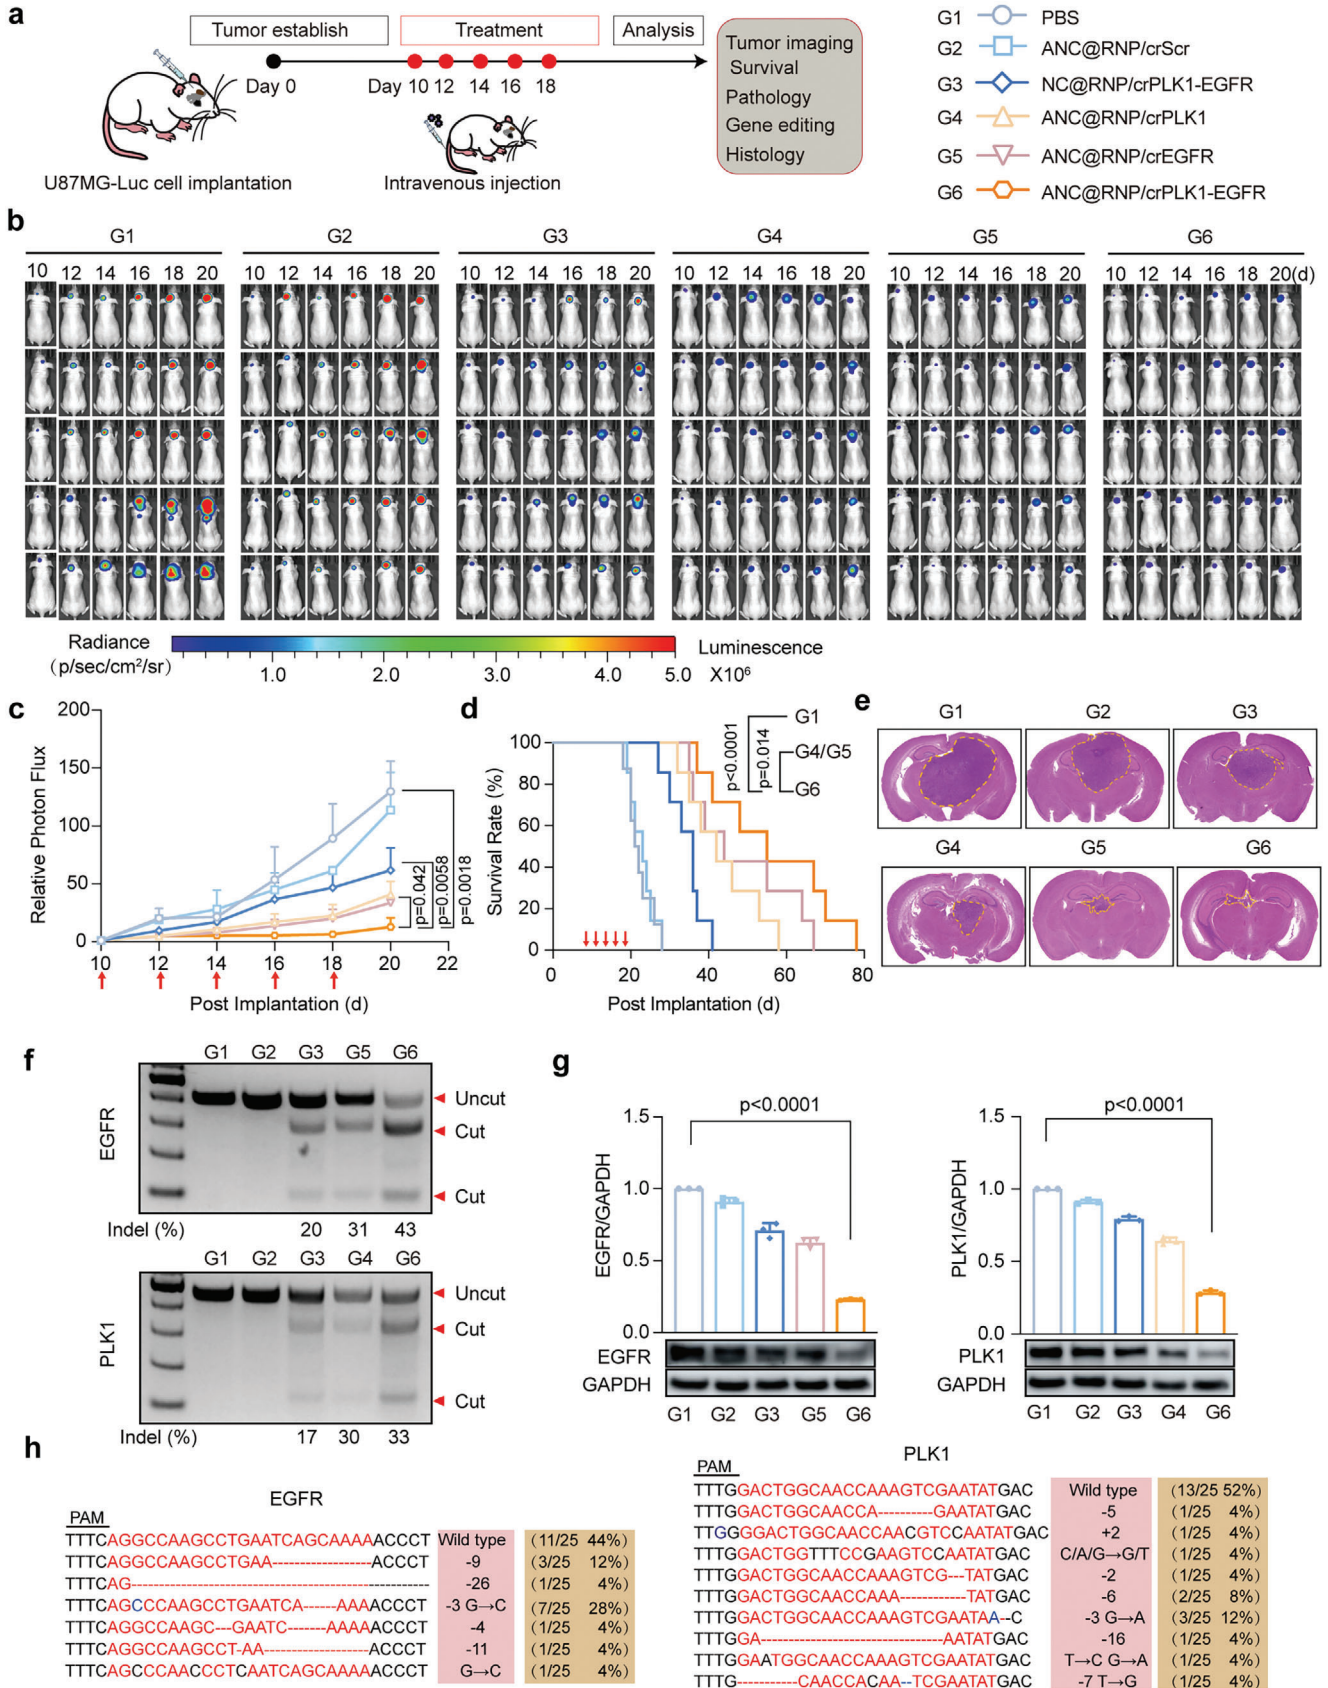 a
Tumor establish
Treatment
Analysis
Day 0
Day 10 12 14 16 18
U87MG-Luc cell implantation
Intravenous injection
Tumor imaging
Survival
Pathology
Gene editing
Histology
G1 PBS
G2 ANC@RNP/crScr
G3 NC@RNP/crPLK1-EGFR
G4 ANC@RNP/crPLK1
G5 ANC@RNP/crEGFR
G6 ANC@RNP/crPLK1-EGFR
b
G1 G2 G3 G4 G5 G6
10 12 14 16 18 20 10 12 14 16 18 20 10 12 14 16 18 20 10 12 14 16 18 20 10 12 14 16 18 20 10 12 14 16 18 20(d)
Radiance
(p/sec/cm²/sr)
1.0 2.0 3.0 4.0 5.0
Luminescence
X10⁶
c
Relative Photon Flux
200
150
100
50
0
10 12 14 16 18 20 22
Post Implantation (d)
p=0.042
p=0.0058
p=0.0018
d
Survival Rate (%)
100
80
60
40
20
0
0 20 40 60 80
Post Implantation (d)
p<0.0001
p=0.014
G1
G4/G5
G6
e
G1 G2 G3
G4 G5 G6
f
G1 G2 G3 G5 G6
EGFR
Uncut
Cut
Cut
Indel (%) 20 31 43
G1 G2 G3 G4 G6
PLK1
Uncut
Cut
Cut
Indel (%) 17 30 33
g
p<0.0001
EGFR/GAPDH
1.5
1.0
0.5
0.0
EGFR
GAPDH
G1 G2 G3 G5 G6
p<0.0001
PLK1/GAPDH
1.5
1.0
0.5
0.0
PLK1
GAPDH
G1 G2 G3 G4 G6
h
EGFR
PAM
TTTCAGGCCAAGCCTGAATCAGCAAAAACCCT Wild type (11/25 44%)
TTTCAGGCCAAGCCTGAA----------------ACCCT -9 (3/25 12%)
TTTCAG--------------------------------------------- -26 (1/25 4%)
TTTCAGCCCAAGCCTGAATCA------AAAACCCT -3 G→C (7/25 28%)
TTTCAGGCCAAGC---GAATC-------AAAAACCCT -4 (1/25 4%)
TTTCAGGCCAAGCCT-AA-----------------ACCCT -11 (1/25 4%)
TTTCAGCCCAACCCTCAATCAGCAAAAACCCT G→C (1/25 4%)
PLK1
PAM
TTTGGACTGGCAACCAAAGTCGAATATGAC Wild type (13/25 52%)
TTTGGACTGGCAACCA----------GAATATGAC -5 (1/25 4%)
TTGGGGACTGGCAACCAACGTCCAATATGAC +2 (1/25 4%)
TTTGGACTGGTTTCCGAAGTCCAATATGAC C/A/G→G/T (1/25 4%)
TTTGGACTGGCAACCAAAGTCG---TATGAC -2 (1/25 4%)
TTTGGACTGGCAACCAAA------------TATGAC -6 (2/25 8%)
TTTGGACTGGCAACCAAAGTCGAATAA--C -3 G→A (3/25 12%)
TTTGGA---------------------------------AATATGAC -16 (1/25 4%)
TTTGGAATGGCAACCAAAGTCGAATATGAC T→C G→A (1/25 4%)
TTTG-----------CAACCACAA--TCGAATATGAC -7 T→G (1/25 4%)